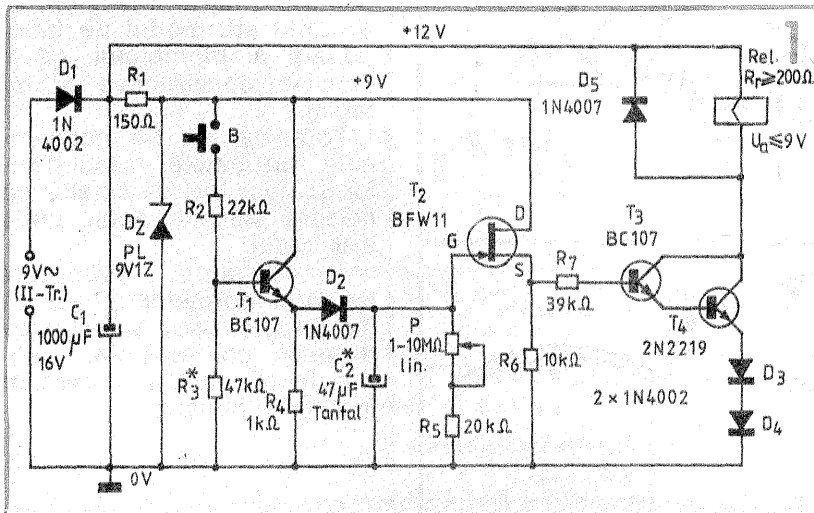 1
+12 V
D1
1N
4002
R1
150Ω
+9V
B
D5
1N4007
Rel.
Rr≥200Ω
Ua≤9V
R2
22kΩ
DZ
PL
9V1Z
T2
BFW11
G
D
S
T3
BC107
9V~
(II-Tr.)
C1
1000µF
16V
T1
BC107
D2
1N4007
R7
39kΩ
T4
2N2219
C2*
47µF
Tantal
P
1-10MΩ
lin.
R6
10kΩ
D3
2×1N4002
D4
R3*
47kΩ
R4
1kΩ
R5
20kΩ
0V